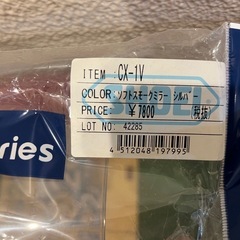 ITEM : CX-1V
COLOR: ソフトスモークミラー シルバー
PRICE: ¥7800 (税抜)
LOT NO: 42285
4 512048 197995
ries